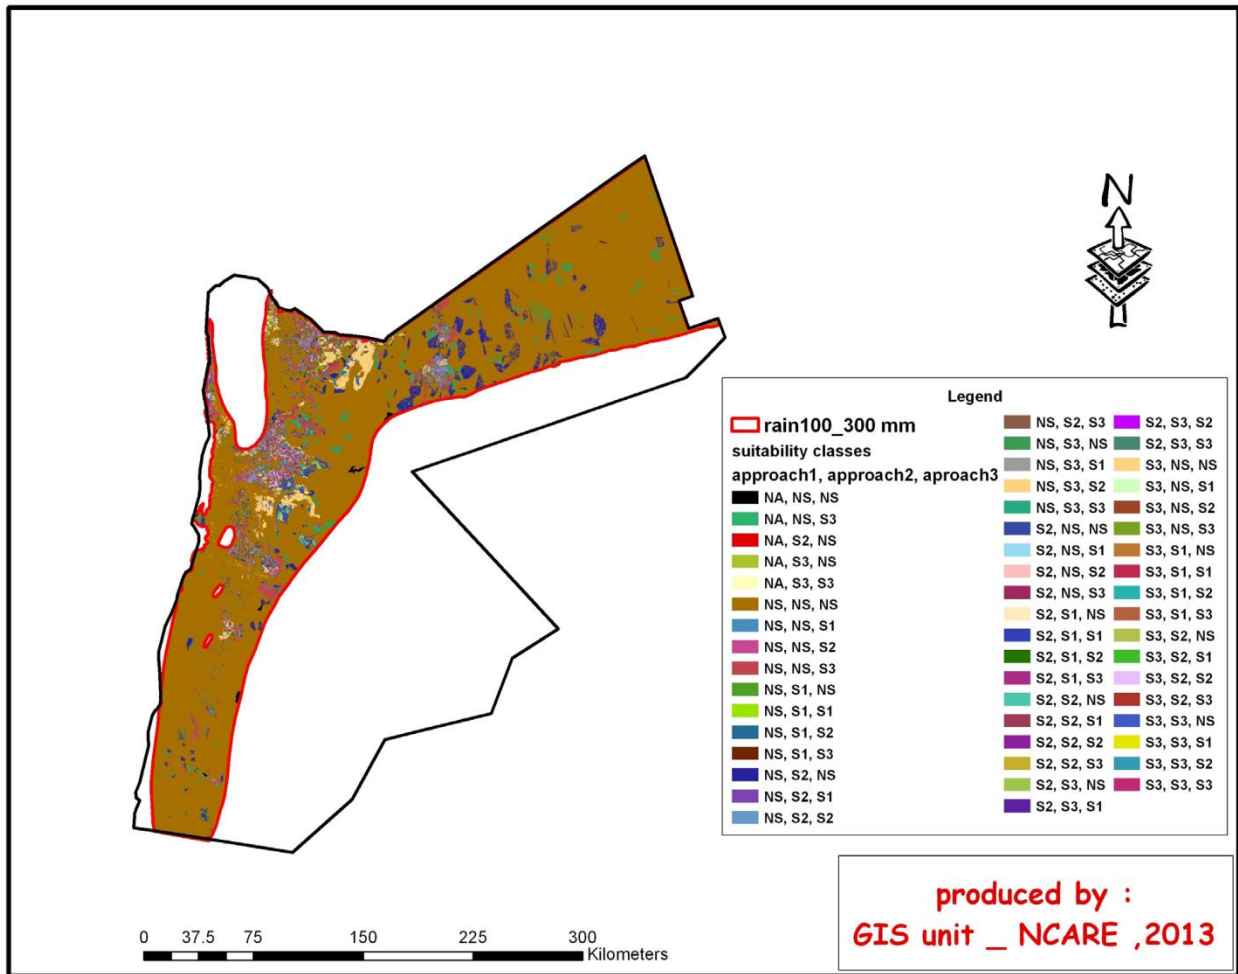 N
Legend
rain100_300 mm
suitability classes
approach1, approach2, aproach3
NA, NS, NS
NA, NS, S3
NA, S2, NS
NA, S3, NS
NA, S3, S3
NS, NS, NS
NS, NS, S1
NS, NS, S2
NS, NS, S3
NS, S1, NS
NS, S1, S1
NS, S1, S2
NS, S1, S3
NS, S2, NS
NS, S2, S1
NS, S2, S2
NS, S2, S3
NS, S3, NS
NS, S3, S1
NS, S3, S2
NS, S3, S3
S2, NS, NS
S2, NS, S1
S2, NS, S2
S2, NS, S3
S2, S1, NS
S2, S1, S1
S2, S1, S2
S2, S1, S3
S2, S2, NS
S2, S2, S1
S2, S2, S2
S2, S2, S3
S2, S3, NS
S2, S3, S1
S2, S3, S2
S2, S3, S3
S3, NS, NS
S3, NS, S1
S3, NS, S2
S3, NS, S3
S3, S1, NS
S3, S1, S1
S3, S1, S2
S3, S1, S3
S3, S2, NS
S3, S2, S1
S3, S2, S2
S3, S2, S3
S3, S3, NS
S3, S3, S1
S3, S3, S2
S3, S3, S3
produced by :
GIS unit _ NCARE ,2013
0 37.5 75 150 225 300
Kilometers